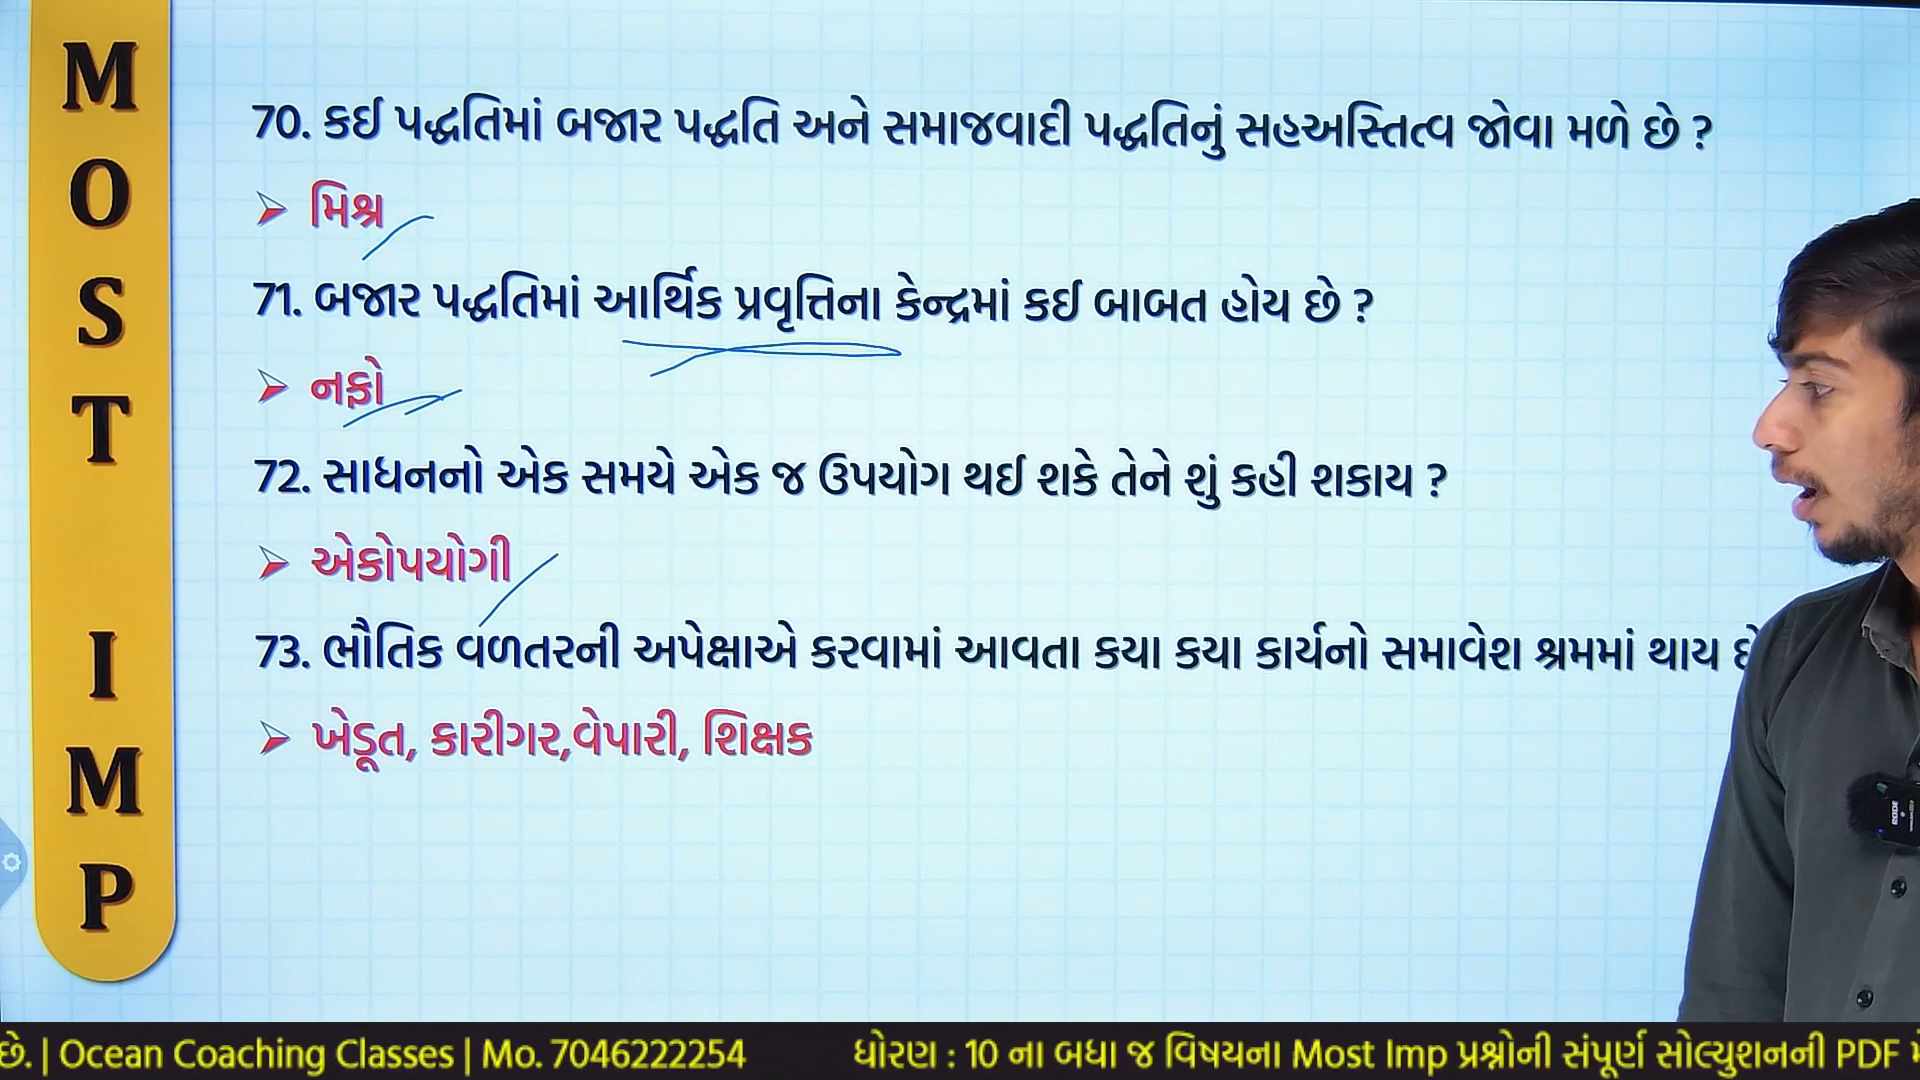 MOST IMP
70. કઈ પદ્ધતિમાં બજાર પદ્ધતિ અને સમાજવાદી પદ્ધતિનું સહઅસ્તિત્વ જોવા મળે છે ?
➢ મિશ્ર
71. બજાર પદ્ધતિમાં આર્થિક પ્રવૃત્તિના કેન્દ્રમાં કઈ બાબત હોય છે ?
➢ નફો
72. સાધનનો એક સમયે એક જ ઉપયોગ થઈ શકે તેને શું કહી શકાય ?
➢ એકોપયોગી
73. ભૌતિક વળતરની અપેક્ષાએ કરવામાં આવતા કયા કયા કાર્યનો સમાવેશ શ્રમમાં થાય
➢ ખેડૂત, કારીગર,વેપારી, શિક્ષક
RODE
છે. | Ocean Coaching Classes | Mo. 7046222254 ધોરણ : 10 ના બધા જ વિષયના Most Imp પ્રશ્નોની સંપૂર્ણ સોલ્યુશનની PDF